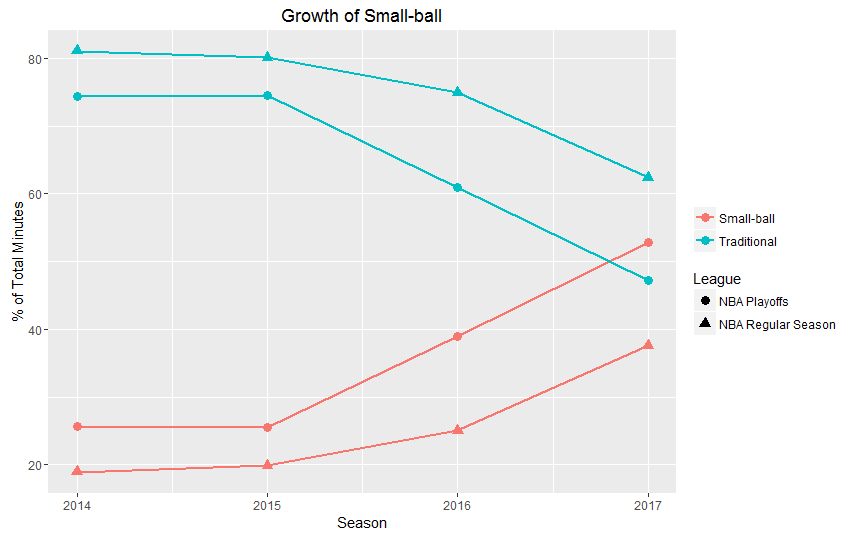 Growth of Small-ball
% of Total Minutes
80
60
40
20
2014 2015 2016 2017
Season
Small-ball
Traditional
League
NBA Playoffs
NBA Regular Season